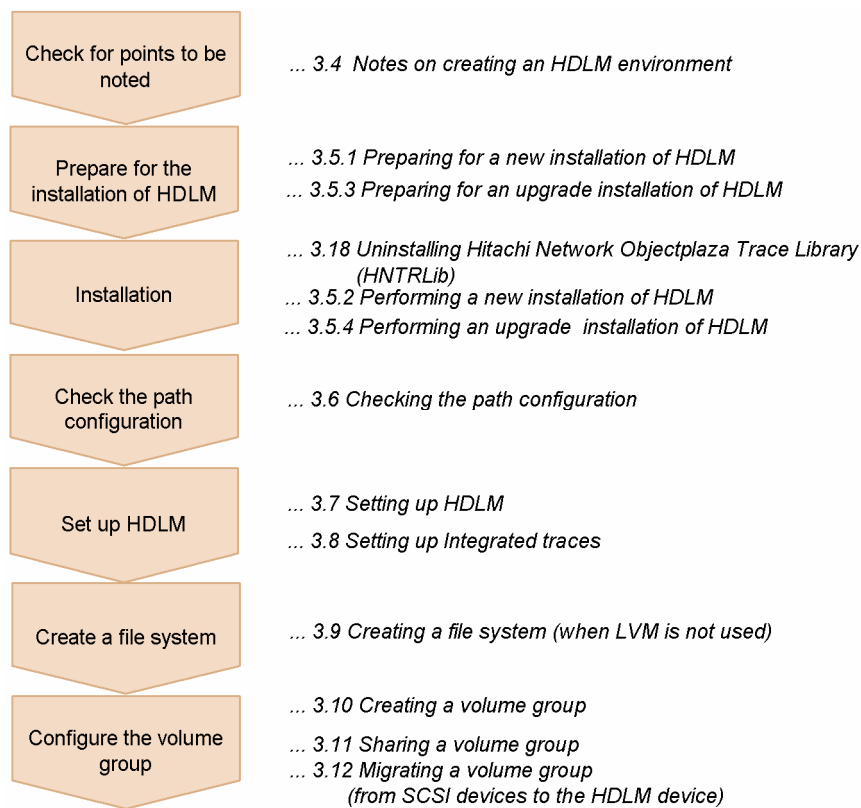 Check for points to be
noted
... 3.4 Notes on creating an HDLM environment
Prepare for the
installation of HDLM
... 3.5.1 Preparing for a new installation of HDLM
... 3.5.3 Preparing for an upgrade installation of HDLM
Installation
... 3.18 Uninstalling Hitachi Network Objectplaza Trace Library
(HNTRLib)
... 3.5.2 Performing a new installation of HDLM
... 3.5.4 Performing an upgrade installation of HDLM
Check the path
configuration
... 3.6 Checking the path configuration
Set up HDLM
... 3.7 Setting up HDLM
... 3.8 Setting up Integrated traces
Create a file system
... 3.9 Creating a file system (when LVM is not used)
Configure the volume
group
... 3.10 Creating a volume group
... 3.11 Sharing a volume group
... 3.12 Migrating a volume group
(from SCSI devices to the HDLM device)